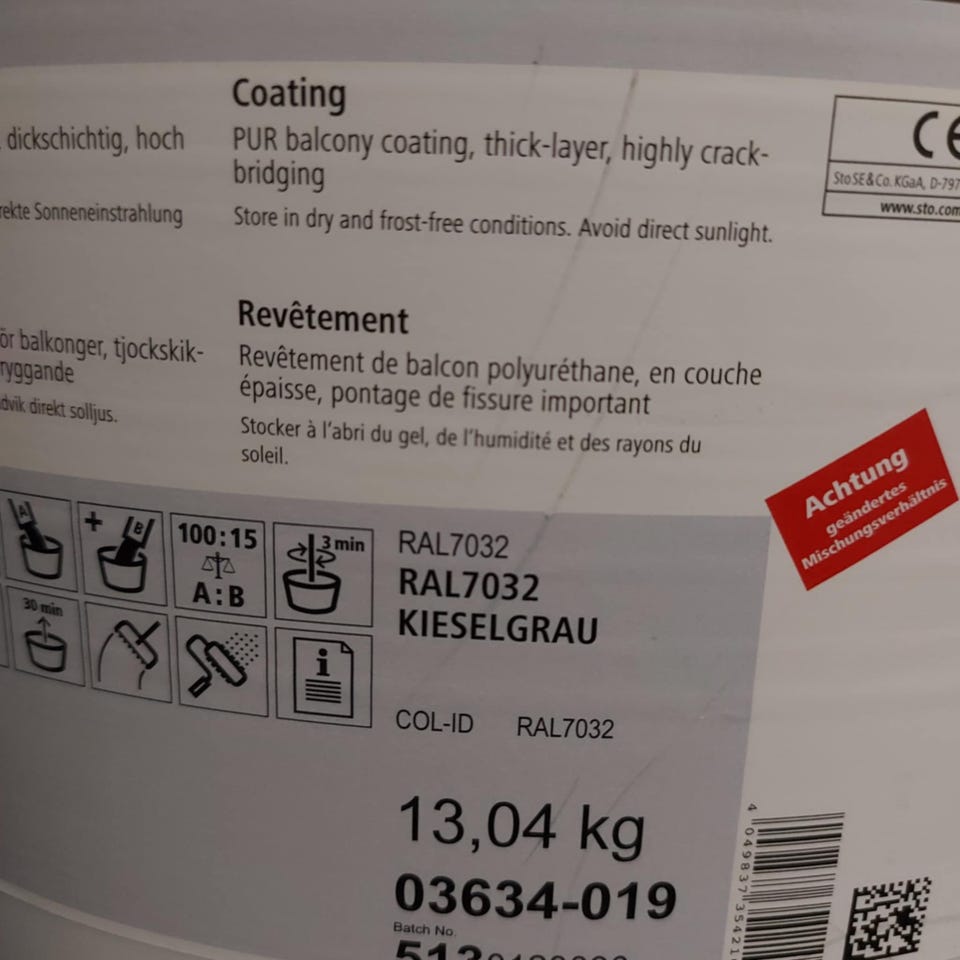 dickschichtig, hoch
Sonneneinstrahlung
balkonger, tjockskik-
direkt solljus.
Coating
PUR balcony coating, thick-layer, highly crack-
bridging
Store in dry and frost-free conditions. Avoid direct sunlight.
Revêtement
Revêtement de balcon polyuréthane, en couche
épaisse, pontage de fissure important
Stocker à l'abri du gel, de l'humidité et des rayons du
soleil.
CE
Sto SE & Co. KGaA, D-797
www.sto.com
Achtung
geändertes
Mischungsverhältnis
A
+ B
100:15
A:B
3 min
30 min
i
RAL7032
RAL7032
KIESELGRAU
COL-ID RAL7032
13,04 kg
03634-019
Batch No.
4 049837 35421